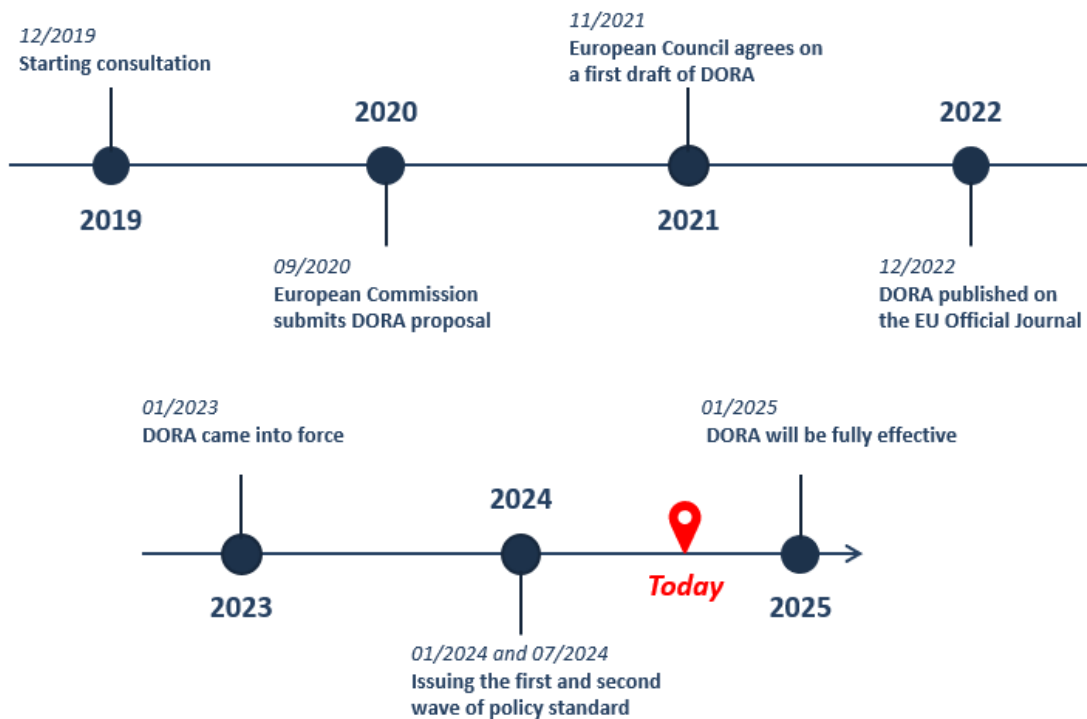 12/2019
Starting consultation
2019
2020
09/2020
European Commission
submits DORA proposal
11/2021
European Council agrees on
a first draft of DORA
2021
2022
12/2022
DORA published on
the EU Official Journal
01/2023
DORA came into force
2023
2024
01/2024 and 07/2024
Issuing the first and second
wave of policy standard
Today
01/2025
DORA will be fully effective
2025